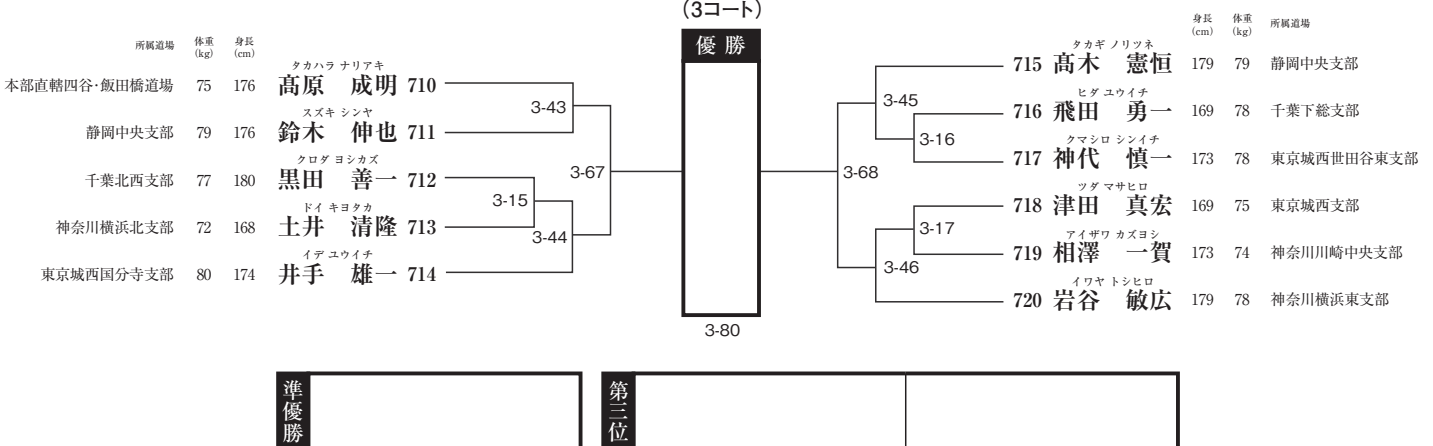 (3コート)
優勝
3-80
所属道場 体重(kg) 身長(cm)
タカハラ ナリアキ
本部直轄四谷・飯田橋道場 75 176 髙原 成明 710
スズキ シンヤ
静岡中央支部 79 176 鈴木 伸也 711
クロダ ヨシカズ
千葉北西支部 77 180 黒田 善一 712
ドイ キヨタカ
神奈川横浜北支部 72 168 土井 清隆 713
イデ ユウイチ
東京城西国分寺支部 80 174 井手 雄一 714
3-43
3-15
3-44
3-67
身長(cm) 体重(kg) 所属道場
タカギ ノリツネ
715 髙木 憲恒 179 79 静岡中央支部
ヒダ ユウイチ
716 飛田 勇一 169 78 千葉下総支部
クマシロ シンイチ
717 神代 慎一 173 78 東京城西世田谷東支部
ツダ マサヒロ
718 津田 真宏 169 75 東京城西支部
アイザワ カズヨシ
719 相澤 一賀 173 74 神奈川川崎中央支部
イワヤ トシヒロ
720 岩谷 敏広 179 78 神奈川横浜東支部
3-45
3-16
3-68
3-17
3-46
準優勝
第三位